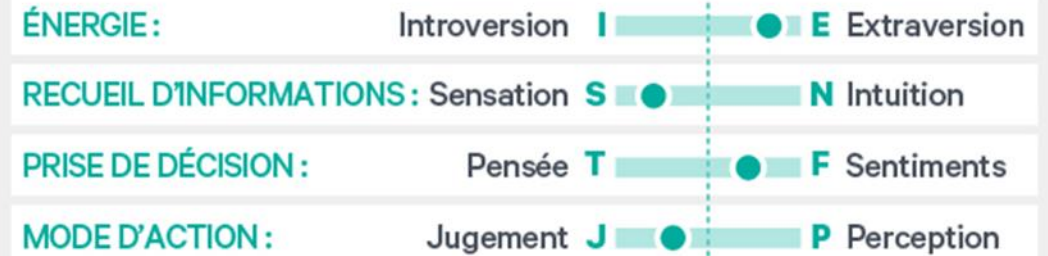 ÉNERGIE : Introversion I E Extraversion
RECUEIL D'INFORMATIONS : Sensation S N Intuition
PRISE DE DÉCISION : Pensée T F Sentiments
MODE D'ACTION : Jugement J P Perception